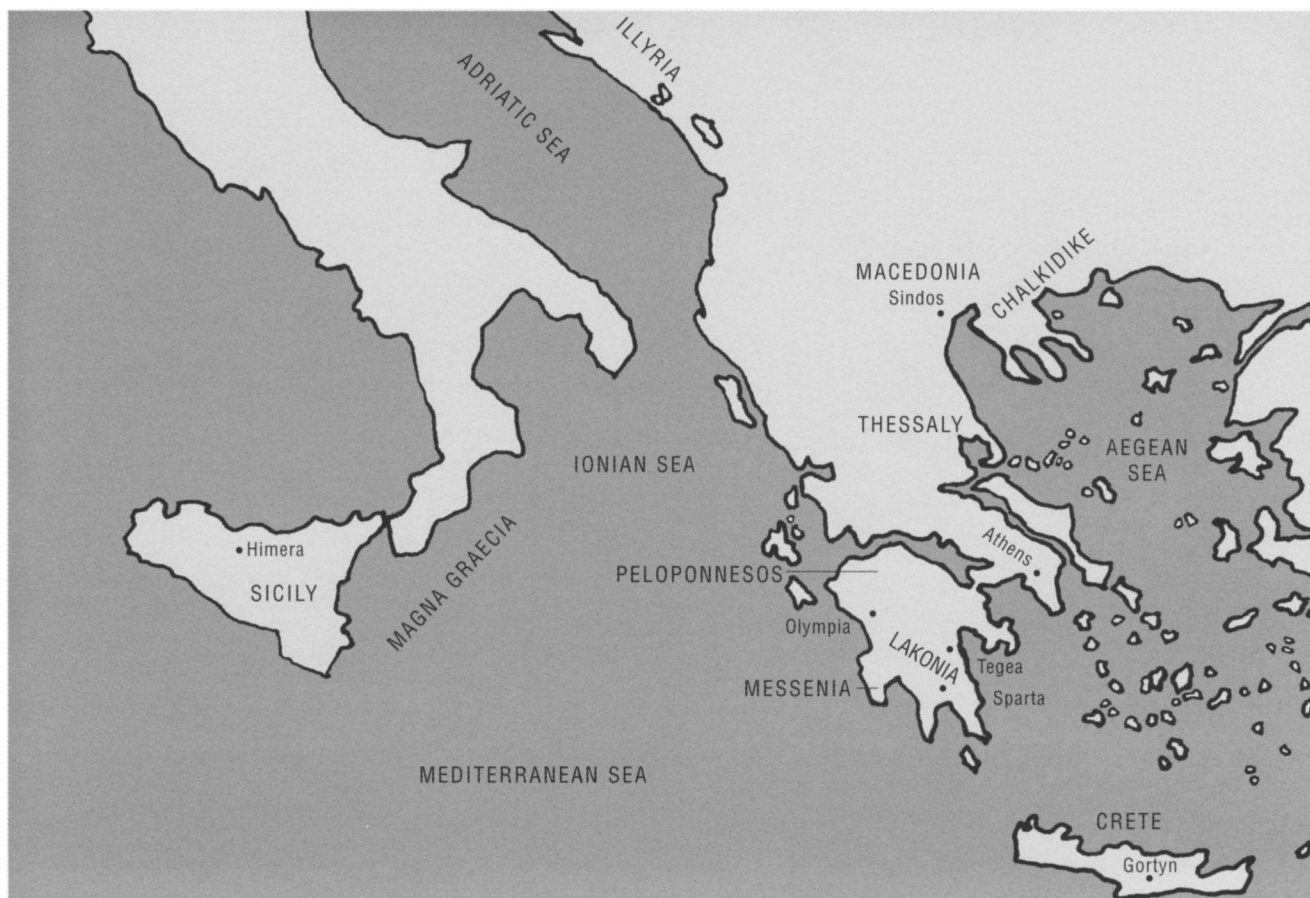 ILLYRIA
ADRIATIC SEA
MACEDONIA
Sindos
CHALKIDIKE
THESSALY
AEGEAN
SEA
IONIAN SEA
Himera
SICILY
MAGNA GRAECIA
Athens
PELOPONNESOS
Olympia
LAKONIA
Tegea
MESSENIA
Sparta
MEDITERRANEAN SEA
CRETE
Gortyn